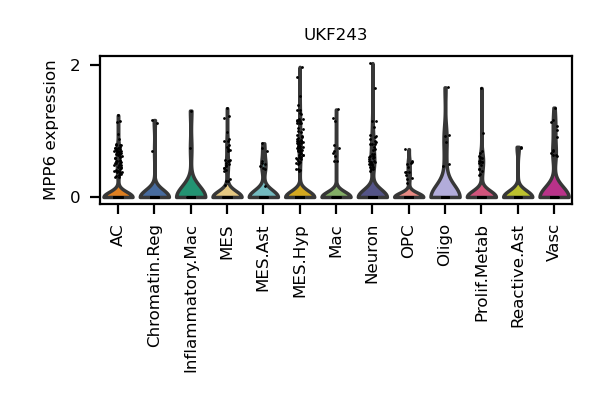 UKF243
MPP6 expression
2
0
AC
Chromatin.Reg
Inflammatory.Mac
MES
MES.Ast
MES.Hyp
Mac
Neuron
OPC
Oligo
Prolif.Metab
Reactive.Ast
Vasc